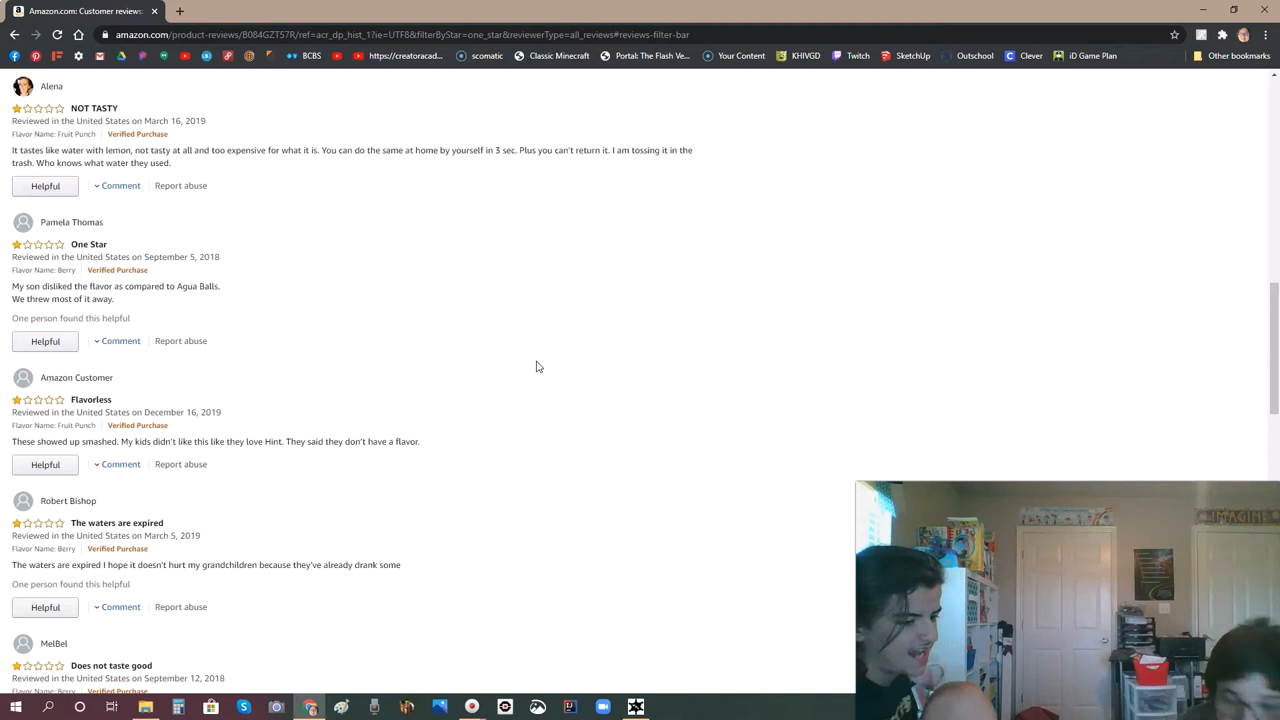 Amazon.com: Customer reviews:
amazon.com/product-reviews/B084GZT57R/ref=acr_dp_hist_1?ie=UTF8&filterByStar=one_star&reviewerType=all_reviews#reviews-filter-bar
BCBS https://creatoracad... scomatic Classic Minecraft Portal: The Flash Ve... Your Content KHIVGD Twitch SketchUp Outschool Clever iD Game Plan Other bookmarks
Alena
NOT TASTY
Reviewed in the United States on March 16, 2019
Flavor Name: Fruit Punch | Verified Purchase
It tastes like water with lemon, not tasty at all and too expensive for what it is. You can do the same at home by yourself in 3 sec. Plus you can't return it. I am tossing it in the
trash. Who knows what water they used.
Helpful Comment Report abuse
Pamela Thomas
One Star
Reviewed in the United States on September 5, 2018
Flavor Name: Berry | Verified Purchase
My son disliked the flavor as compared to Agua Balls.
We threw most of it away.
One person found this helpful
Helpful Comment Report abuse
Amazon Customer
Flavorless
Reviewed in the United States on December 16, 2019
Flavor Name: Fruit Punch | Verified Purchase
These showed up smashed. My kids didn't like this like they love Hint. They said they don't have a flavor.
Helpful Comment Report abuse
Robert Bishop
The waters are expired
Reviewed in the United States on March 5, 2019
Flavor Name: Berry | Verified Purchase
The waters are expired I hope it doesn't hurt my grandchildren because they've already drank some
One person found this helpful
Helpful Comment Report abuse
MelBel
Does not taste good
Reviewed in the United States on September 12, 2018
Flavor Name: Berry | Verified Purchase
IMAGINE